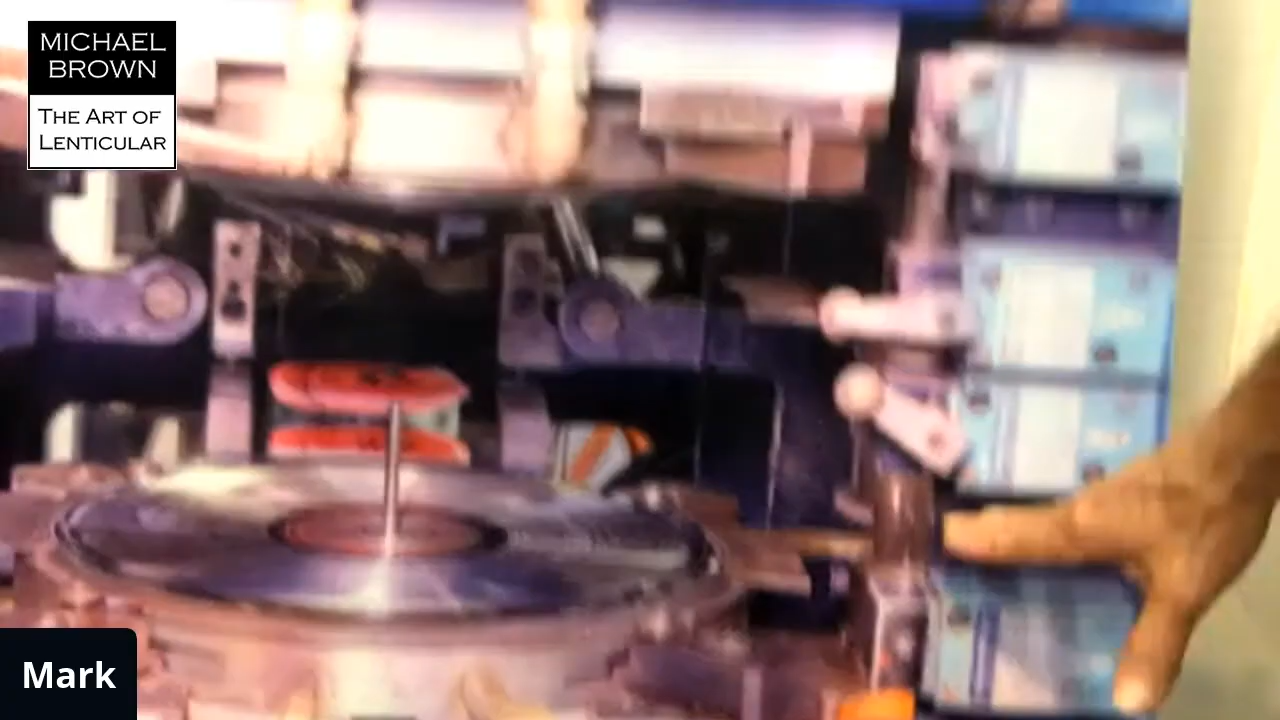 MICHAEL
BROWN
THE ART OF
LENTICULAR
Mark